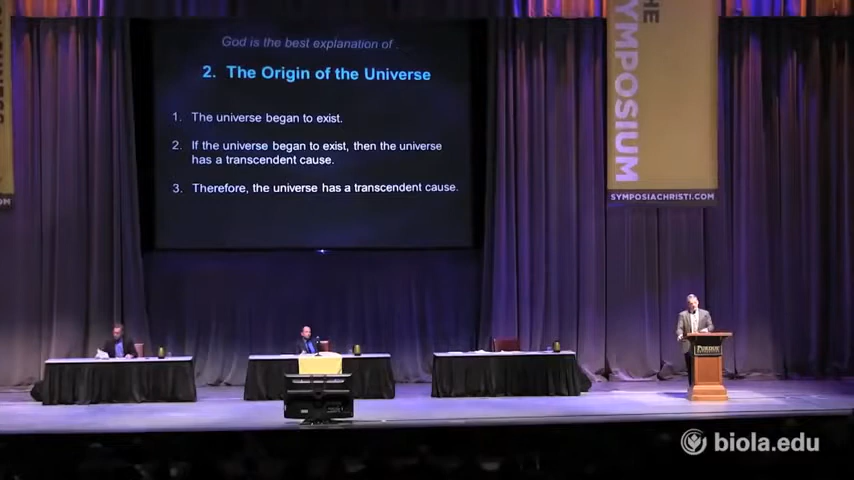 God is the best explanation of . . .
2. The Origin of the Universe
1. The universe began to exist.
2. If the universe began to exist, then the universe
has a transcendent cause.
3. Therefore, the universe has a transcendent cause.
THE
SYMPOSIUM
SYMPOSIACHRISTI.COM
PURDUE
biola.edu